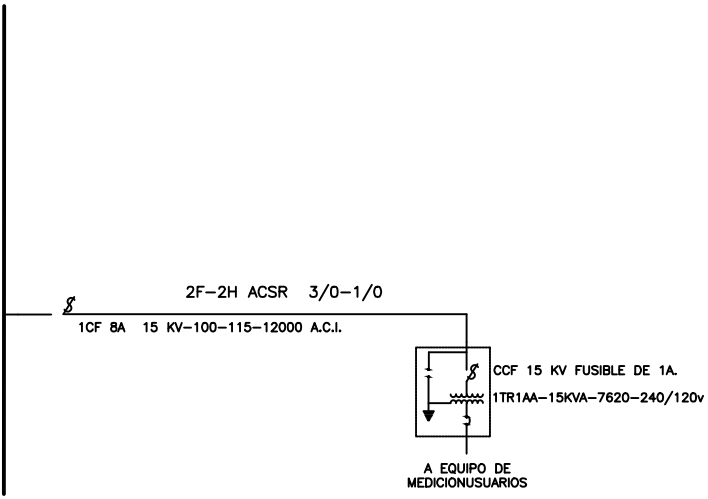 2F-2H ACSR 3/0-1/0
1CF 8A 15 KV-100-115-12000 A.C.I.
CCF 15 KV FUSIBLE DE 1A.
1TR1AA-15KVA-7620-240/120v
A EQUIPO DE
MEDICIONUSUARIOS